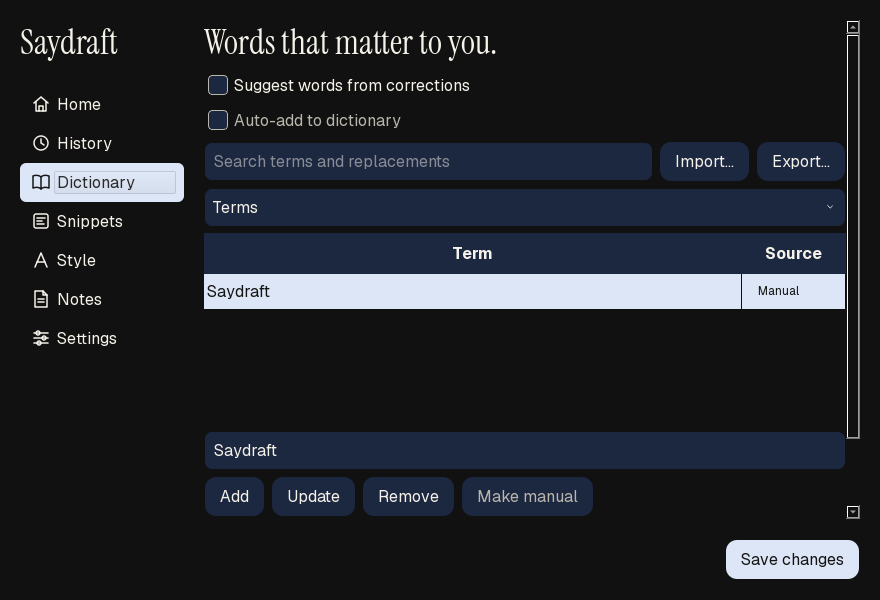 Saydraft
Home
History
Dictionary
Snippets
Style
Notes
Settings
Words that matter to you.
Suggest words from corrections
Auto-add to dictionary
Search terms and replacements
Import...
Export...
Terms
Term Source
Saydraft Manual
Saydraft
Add
Update
Remove
Make manual
Save changes